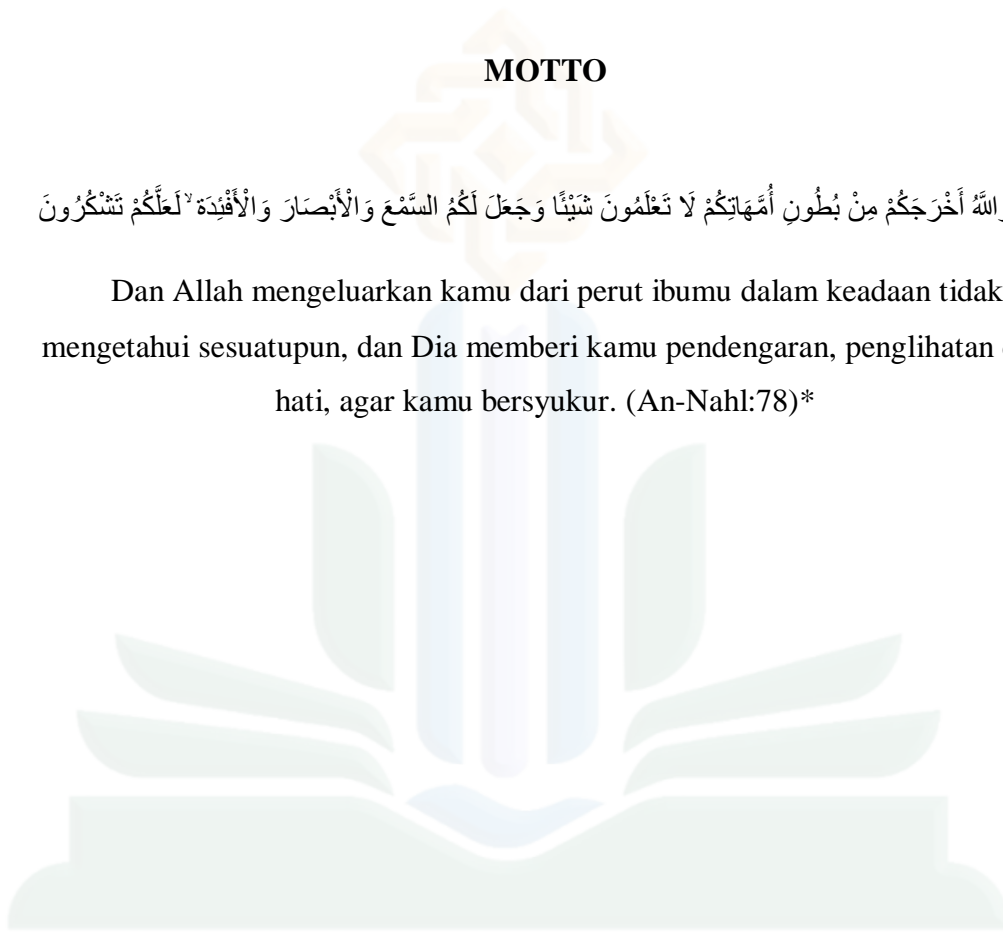 MOTTO
وَاللَّهُ أَخْرَجَكُمْ مِنْ بُطُونِ أُمَّهَاتِكُمْ لَا تَعْلَمُونَ شَيْئًا وَجَعَلَ لَكُمُ السَّمْعَ وَالْأَبْصَارَ وَالْأَفْئِدَة ۙ لَعَلَّكُمْ تَشْكُرُونَ
Dan Allah mengeluarkan kamu dari perut ibumu dalam keadaan tidak
mengetahui sesuatupun, dan Dia memberi kamu pendengaran, penglihatan
hati, agar kamu bersyukur. (An-Nahl:78)*